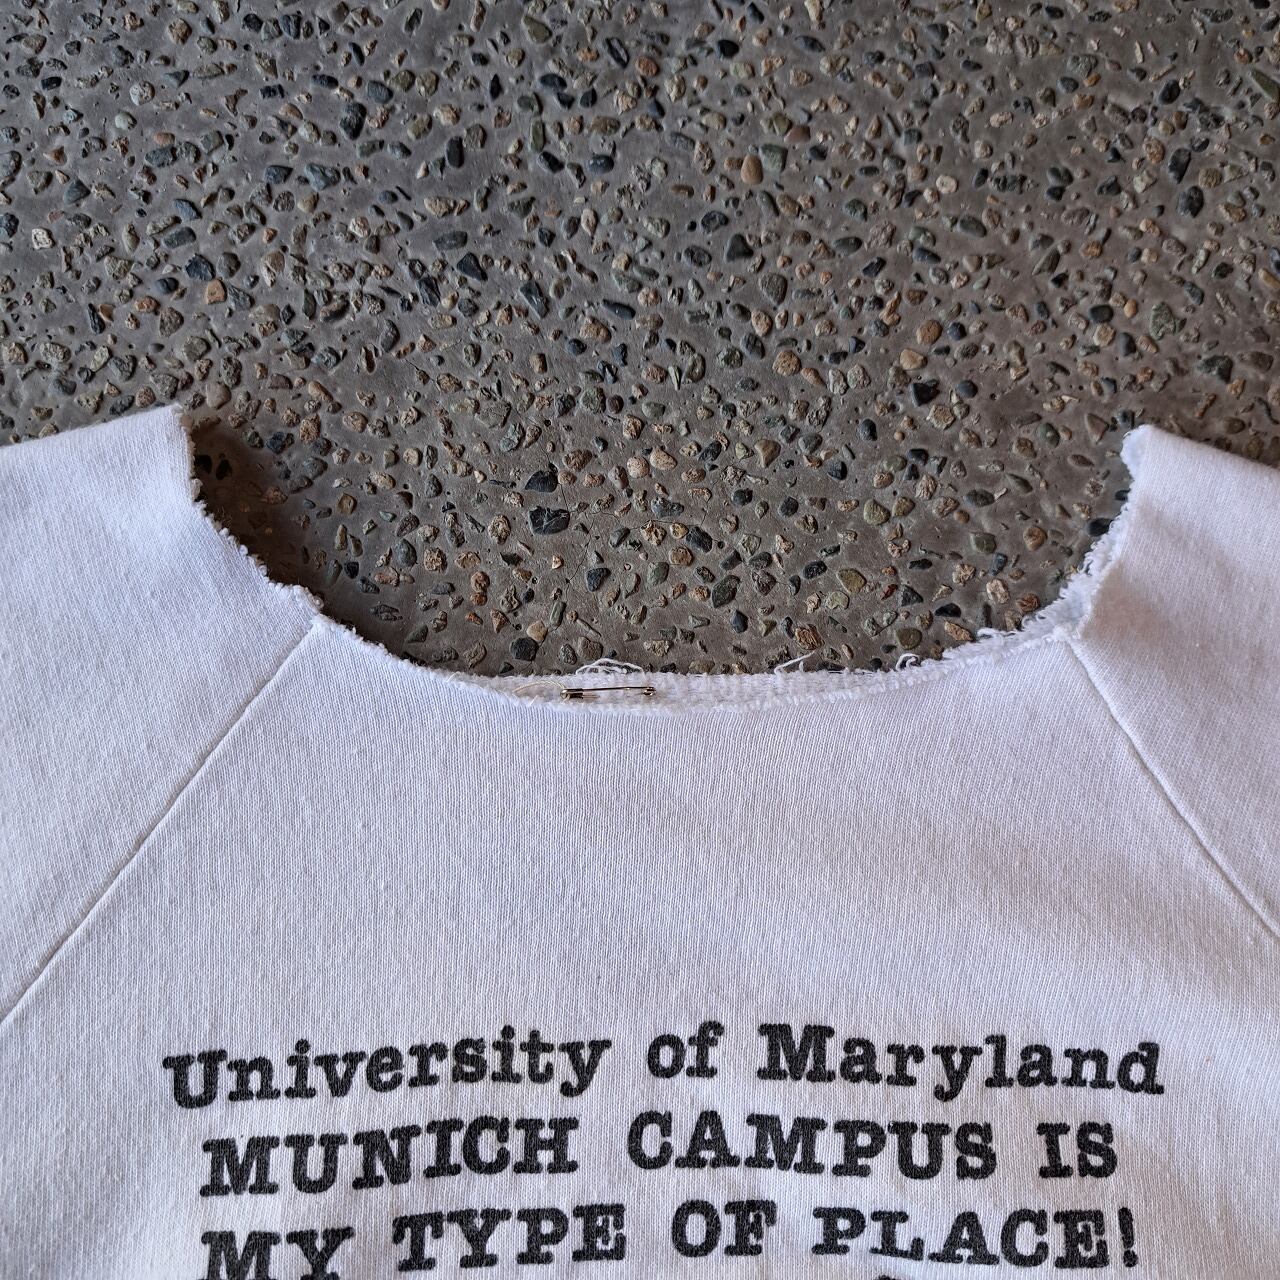 University of Maryland
MUNICH CAMPUS IS
MY TYPE OF PLACE!